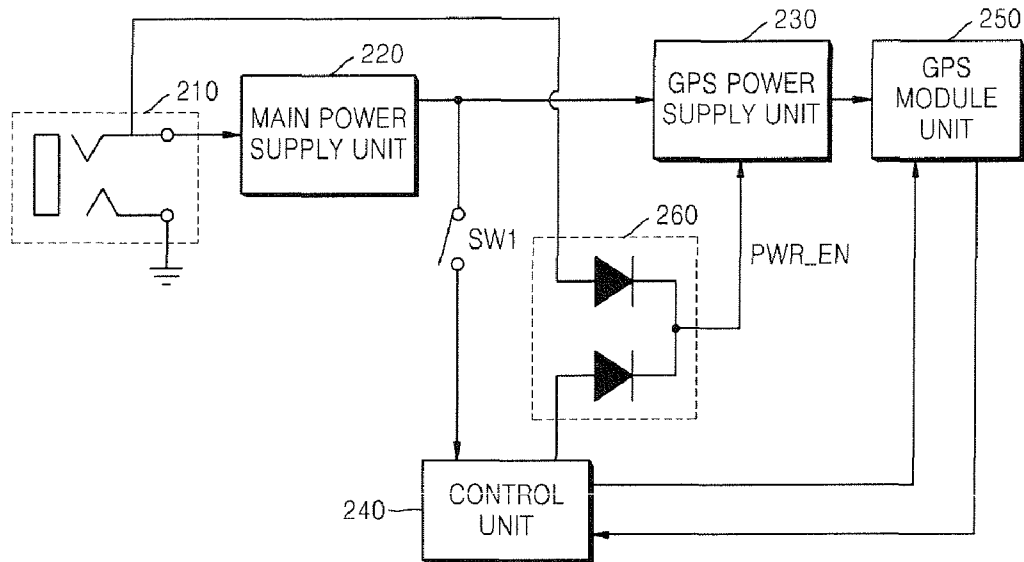 230
250
220
210
MAIN POWER
SUPPLY UNIT
GPS POWER
SUPPLY UNIT
GPS
MODULE
UNIT
260
SW1
PWR_EN
240
CONTROL
UNIT